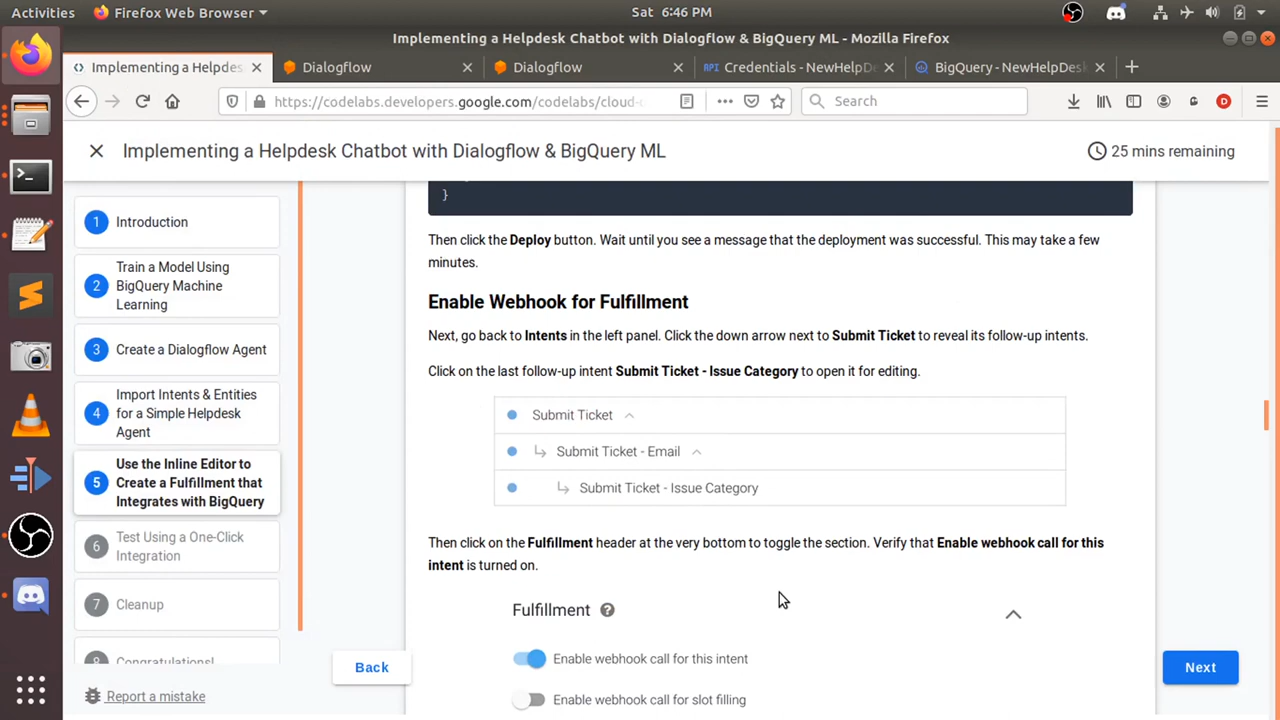 Activities
Firefox Web Browser
Sat 6:46 PM
Implementing a Helpdesk Chatbot with Dialogflow & BigQuery ML - Mozilla Firefox
Implementing a Helpdes
Dialogflow
Dialogflow
API Credentials - NewHelpDe
BigQuery - NewHelpDesk
https://codelabs.developers.google.com/codelabs/cloud-
Search
Implementing a Helpdesk Chatbot with Dialogflow & BigQuery ML
25 mins remaining
1 Introduction
2 Train a Model Using
BigQuery Machine
Learning
3 Create a Dialogflow Agent
4 Import Intents & Entities
for a Simple Helpdesk
Agent
5 Use the Inline Editor to
Create a Fulfillment that
Integrates with BigQuery
6 Test Using a One-Click
Integration
7 Cleanup
8 Congratulations!
Report a mistake
}
Then click the Deploy button. Wait until you see a message that the deployment was successful. This may take a few
minutes.
Enable Webhook for Fulfillment
Next, go back to Intents in the left panel. Click the down arrow next to Submit Ticket to reveal its follow-up intents.
Click on the last follow-up intent Submit Ticket - Issue Category to open it for editing.
Submit Ticket
Submit Ticket - Email
Submit Ticket - Issue Category
Then click on the Fulfillment header at the very bottom to toggle the section. Verify that Enable webhook call for this
intent is turned on.
Fulfillment ?
Enable webhook call for this intent
Enable webhook call for slot filling
Back
Next